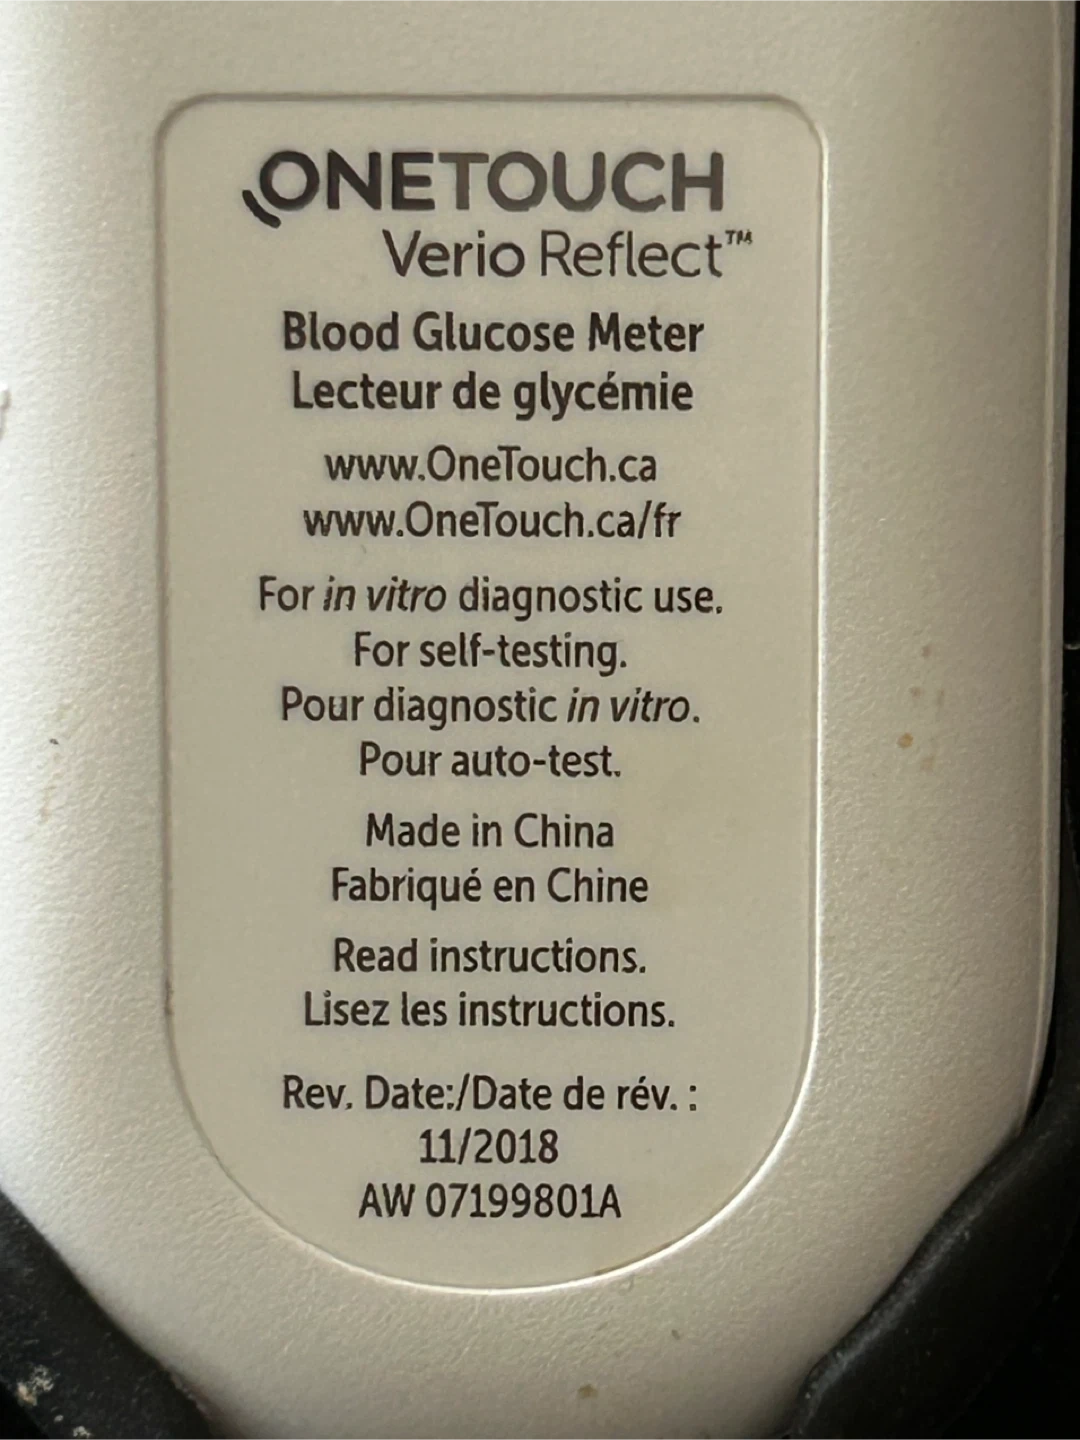 ONETOUCH
Verio Reflect™
Blood Glucose Meter
Lecteur de glycémie
www.OneTouch.ca
www.OneTouch.ca/fr
For in vitro diagnostic use.
For self-testing.
Pour diagnostic in vitro.
Pour auto-test.
Made in China
Fabriqué en Chine
Read instructions.
Lisez les instructions.
Rev. Date:/Date de rév. :
11/2018
AW 07199801A